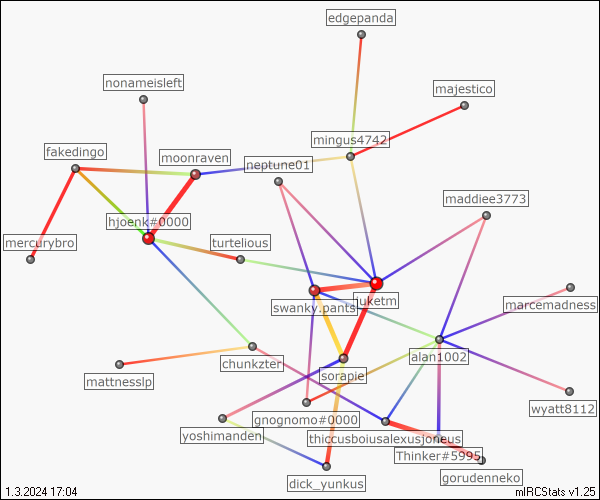 edgepanda
nonameisleft
majestico
mingus4742
fakedingo
moonraven
neptune01
maddiee3773
hjoenk#0000
mercurybro
turtelious
juketm
swanky.pants
marcemadness
chunkzter
alan1002
mattnesslp
sorapie
gnognomo#0000
wyatt8112
yoshimanden
thiccusboiusalexusjoneus
Thinker#5995
gorudenneko
dick_yunkus
1.3.2024 17:04
mIRCStats v1.25